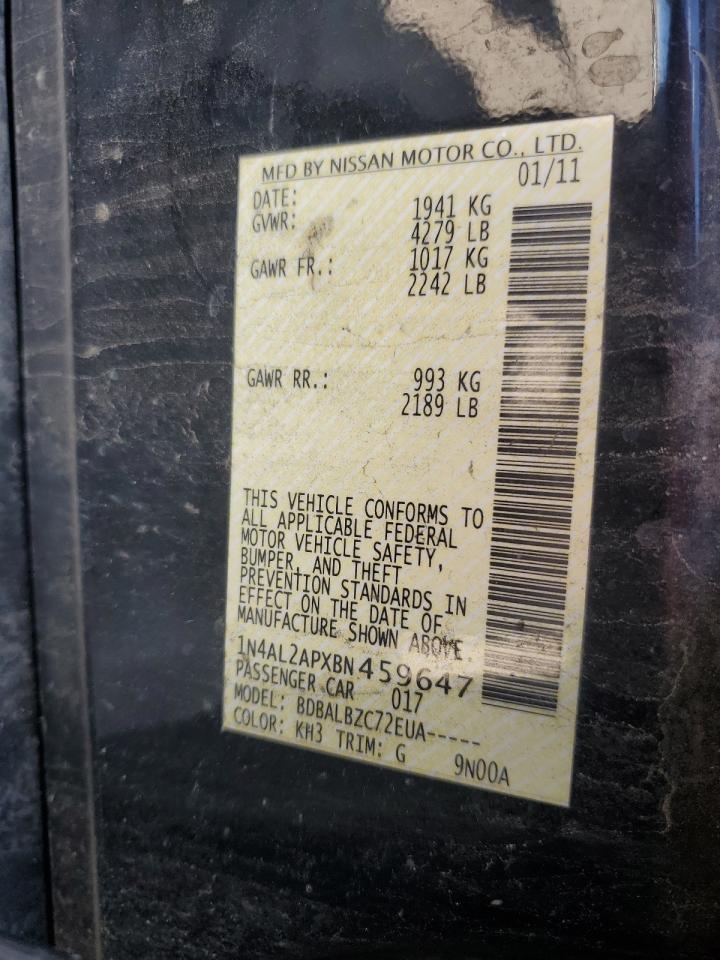 MFD BY NISSAN MOTOR CO., LTD.
DATE: 01/11
GVWR: 1941 KG
4279 LB
GAWR FR.: 1017 KG
2242 LB
GAWR RR.: 993 KG
2189 LB
THIS VEHICLE CONFORMS TO
ALL APPLICABLE FEDERAL
MOTOR VEHICLE SAFETY,
BUMPER, AND THEFT
PREVENTION STANDARDS IN
EFFECT ON THE DATE OF
MANUFACTURE SHOWN ABOVE
1N4AL2APXBN459647
PASSENGER CAR 017
MODEL: BDBALBZC72EUA-----
COLOR: KH3 TRIM: G 9N00A